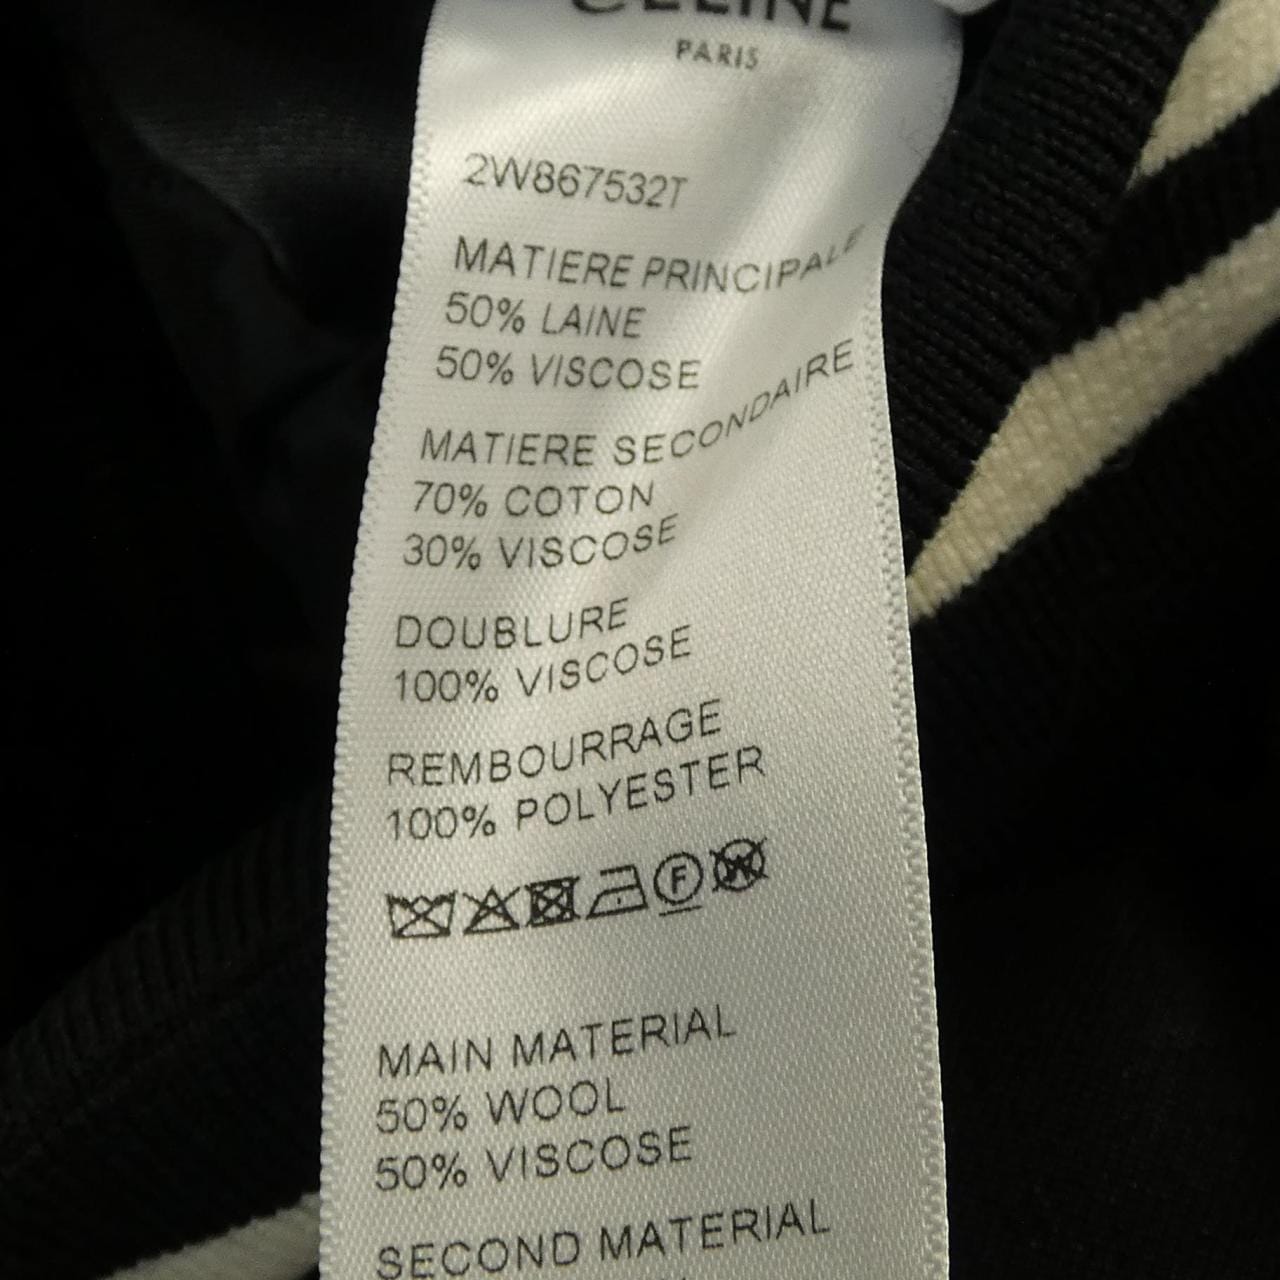 CELINE
PARIS
2W867532T
MATIERE PRINCIPALE
50% LAINE
50% VISCOSE
MATIERE SECONDAIRE
70% COTON
30% VISCOSE
DOUBLURE
100% VISCOSE
REMBOURRAGE
100% POLYESTER
F W
MAIN MATERIAL
50% WOOL
50% VISCOSE
SECOND MATERIAL